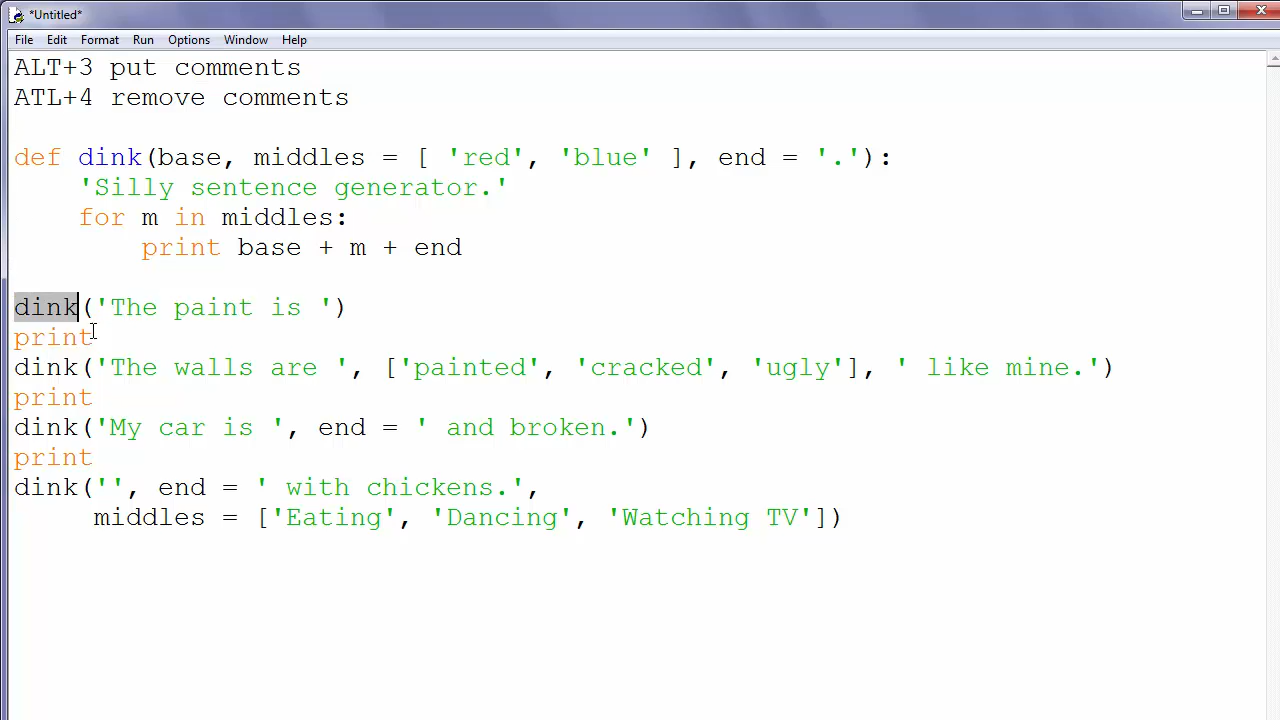 *Untitled*
File Edit Format Run Options Window Help
ALT+3 put comments
ATL+4 remove comments
def dink(base, middles = [ 'red', 'blue' ], end = '.'):
    'Silly sentence generator.'
    for m in middles:
        print base + m + end
dink('The paint is ')
print
dink('The walls are ', ['painted', 'cracked', 'ugly'], ' like mine.')
print
dink('My car is ', end = ' and broken.')
print
dink('', end = ' with chickens.',
     middles = ['Eating', 'Dancing', 'Watching TV'])